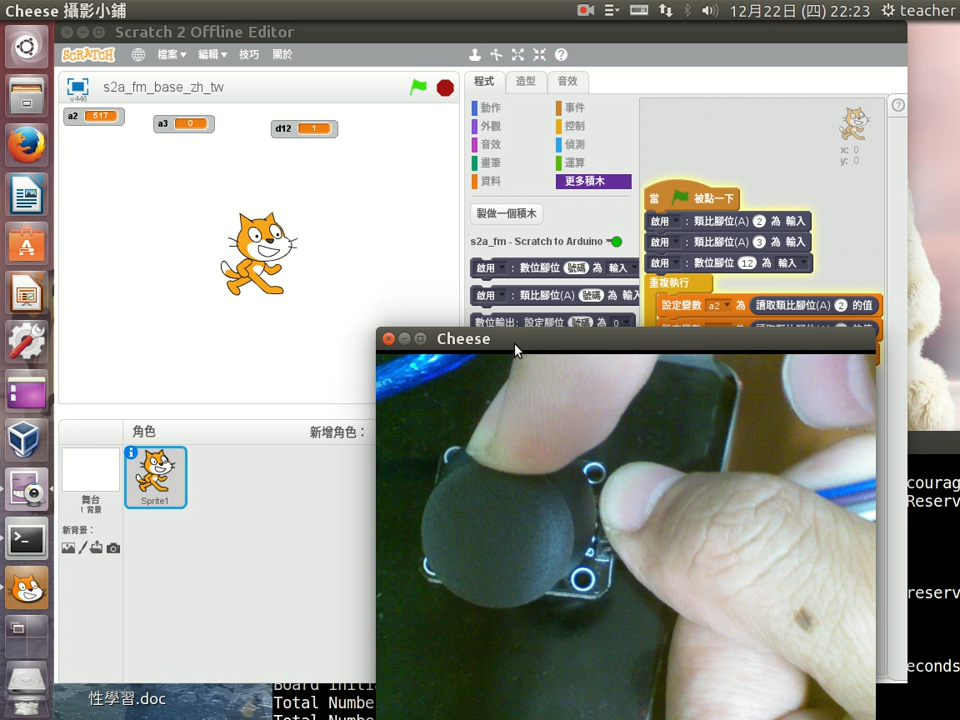 Cheese 攝影小鋪
12月22日 (四) 22:23
teacher
Scratch 2 Offline Editor
SCRATCH
檔案
編輯
技巧
關於
s2a_fm_base_zh_tw
v448
a2 517
a3 0
d12 1
程式
造型
音效
動作
事件
外觀
控制
音效
偵測
畫筆
運算
資料
更多積木
製做一個積木
s2a_fm - Scratch to Arduino
啟用 : 數位腳位 號碼 為 輸入
啟用 : 類比腳位(A) 號碼 為 輸入
數位輸出: 設定腳位 號碼 為 0
x: 0
y: 0
當 被點一下
啟用 : 類比腳位(A) 2 為 輸入
啟用 : 類比腳位(A) 3 為 輸入
啟用 : 數位腳位 12 為 輸入
重複執行
設定變數 a2 為 讀取類比腳位(A) 2 的值
Cheese
角色
新增角色：
舞台
1 背景
Sprite1
新背景：
courag
Reserv
reserv
econds
性學習.doc
Board Initia
Total Numbe
Total Numbe